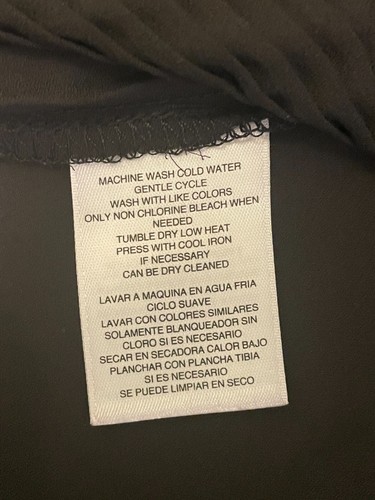 MACHINE WASH COLD WATER
GENTLE CYCLE
WASH WITH LIKE COLORS
ONLY NON CHLORINE BLEACH WHEN
NEEDED
TUMBLE DRY LOW HEAT
PRESS WITH COOL IRON
IF NECESSARY
CAN BE DRY CLEANED
LAVAR A MAQUINA EN AGUA FRIA
CICLO SUAVE
LAVAR CON COLORES SIMILARES
SOLAMENTE BLANQUEADOR SIN
CLORO SI ES NECESARIO
SECAR EN SECADORA CALOR BAJO
PLANCHAR CON PLANCHA TIBIA
SI ES NECESARIO
SE PUEDE LIMPIAR EN SECO